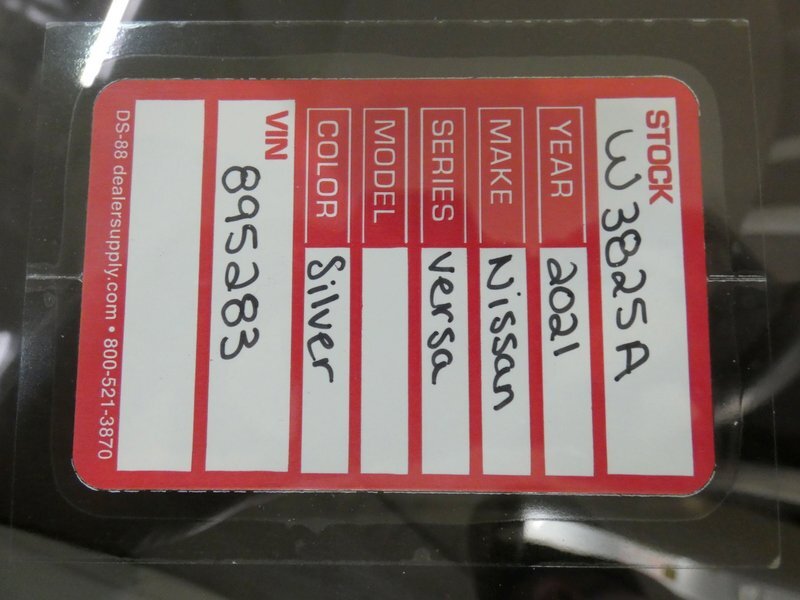 STOCK
W3825A
YEAR 2021
MAKE Nissan
SERIES versa
MODEL
COLOR Silver
VIN
895283
DS-88 dealersupply.com • 800-521-3870